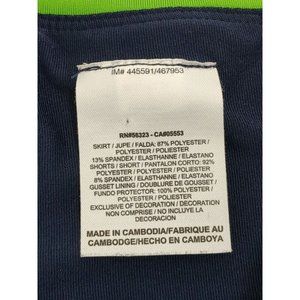 IM# 445591/467953
RN#56323 - CA#05553
SKIRT / JUPE / FALDA: 87% POLYESTER /
POLYESTER / POLIESTER
13% SPANDEX / ELASTHANNE / ELASTANO
SHORTS / SHORT / PANTALON CORTO: 92%
POLYESTER / POLYESTER / POLIESTER
8% SPANDEX / ELASTHANNE / ELASTANO
GUSSET LINING / DOUBLURE DE GOUSSET /
FUNDO PROTECTOR: 100% POLYESTER /
POLYESTER / POLIESTER
EXCLUSIVE OF DECORATION / DECORATION
NON COMPRISE / NO INCLUYE LA
DECORACION
MADE IN CAMBODIA/FABRIQUE AU
CAMBODGE/HECHO EN CAMBOYA